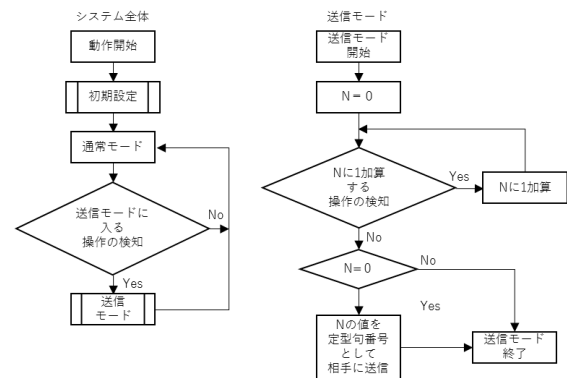 システム全体
動作開始
初期設定
通常モード
送信モードに
入る
操作の検知
No
Yes
送信
モード
送信モード
送信モード
開始
N= 0
Nに1加算
する
操作の検知
Yes
Nに1加算
No
N= 0
No
Yes
Nの値を
定型句番号
として
相手に送信
送信モード
終了